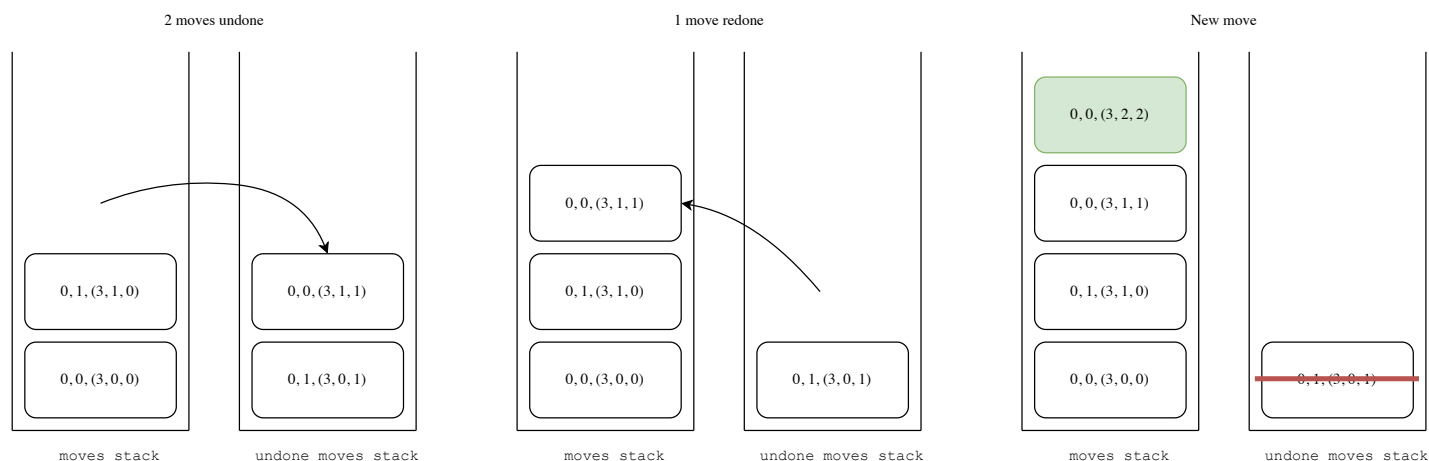 2 moves undone
0, 1, (3, 1, 0)
0, 0, (3, 0, 0)
moves stack
0, 0, (3, 1, 1)
0, 1, (3, 0, 1)
undone moves stack
1 move redone
0, 0, (3, 1, 1)
0, 1, (3, 1, 0)
0, 0, (3, 0, 0)
moves stack
0, 1, (3, 0, 1)
undone moves stack
New move
0, 0, (3, 2, 2)
0, 0, (3, 1, 1)
0, 1, (3, 1, 0)
0, 0, (3, 0, 0)
moves stack
0, 1, (3, 0, 1)
undone moves stack